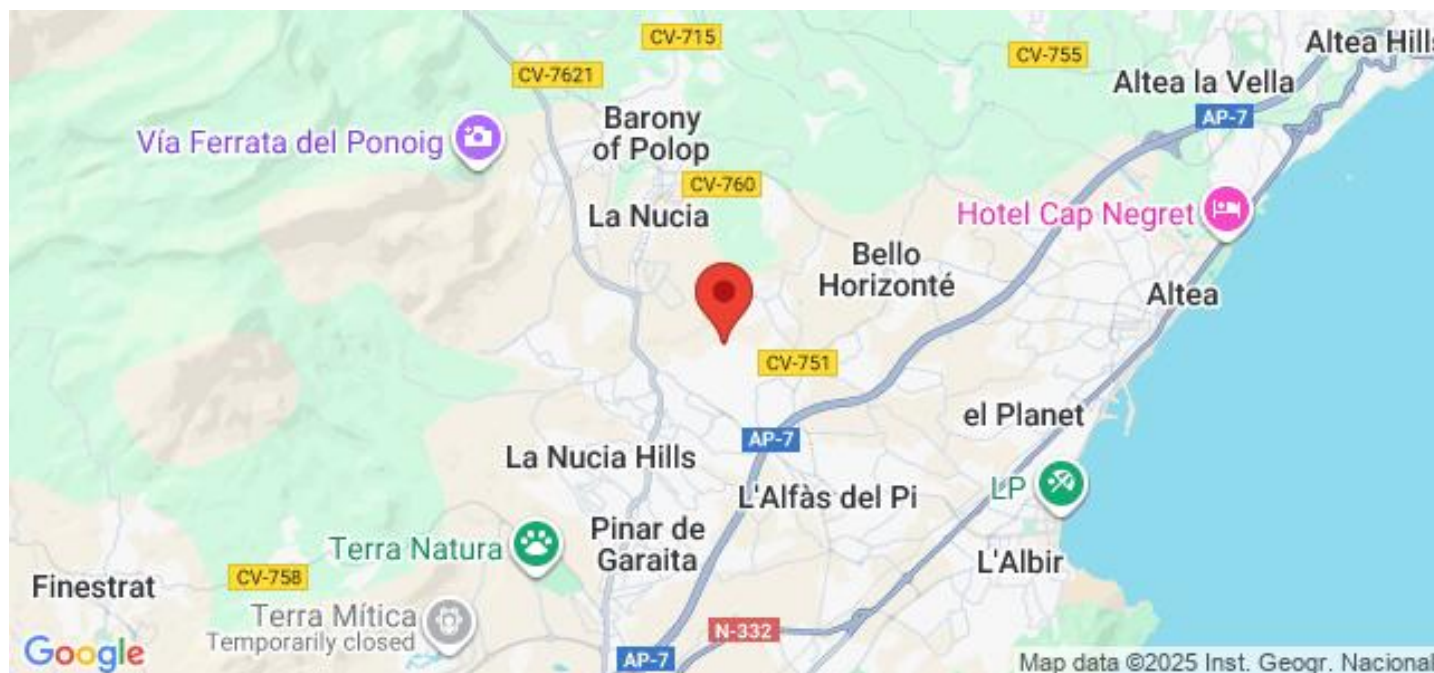 CV-715
CV-755
Altea Hills
CV-7621
Altea la Vella
AP-7
Barony
of Polop
Vía Ferrata del Ponoig
CV-760
La Nucia
Hotel Cap Negret
Bello
Horizonté
Altea
CV-751
el Planet
AP-7
La Nucia Hills
LP
L'Alfàs del Pi
Pinar de
Garaita
Terra Natura
L'Albir
Finestrat
CV-758
Terra Mítica
Temporarily closed
N-332
Google
AP-7
Map data ©2025 Inst. Geogr. Nacional